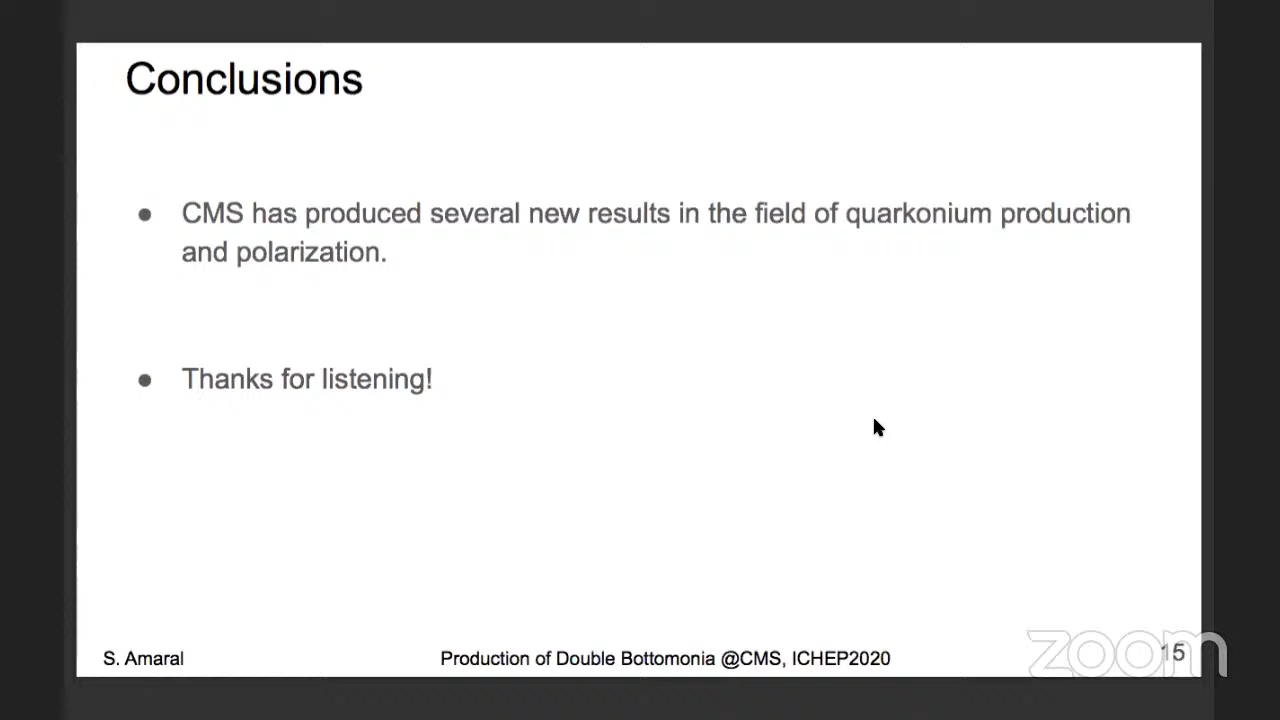 Conclusions
● CMS has produced several new results in the field of quarkonium production
and polarization.
● Thanks for listening!
S. Amaral
Production of Double Bottomonia @CMS, ICHEP2020
15
zoom